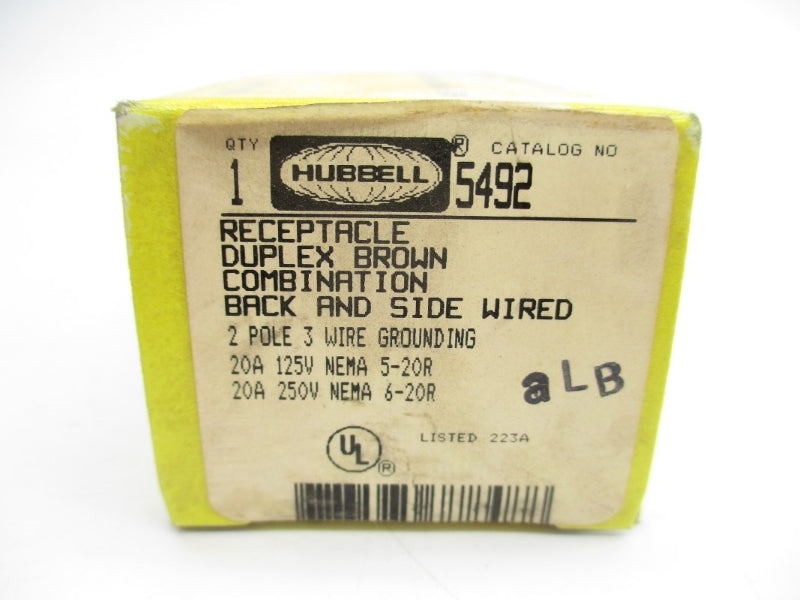 QTY
1
HUBBELL ®
CATALOG NO
5492
RECEPTACLE
DUPLEX BROWN
COMBINATION
BACK AND SIDE WIRED
2 POLE 3 WIRE GROUNDING
20A 125V NEMA 5-20R
20A 250V NEMA 6-20R
aLB
UL ®
LISTED 223A